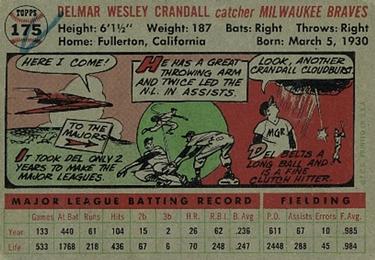 TOPPS
175
DELMAR WESLEY CRANDALL catcher MILWAUKEE BRAVES
Height: 6'1½" Weight: 187 Bats: Right Throws: Right
Home: Fullerton, California Born: March 5, 1930
HERE I COME!
TO THE MAJORS
IT TOOK DEL ONLY 2
YEARS TO MAKE THE
MAJOR LEAGUES.
HE HAS A GREAT
THROWING ARM
AND TWICE LED THE
N.L. IN ASSISTS.
LOOK, ANOTHER
CRANDALL CLOUDBURST!
MGR
DEL BELTS A
LONG BALL AND
IS A FINE
CLUTCH HITTER.
MAJOR LEAGUE BATTING RECORD FIELDING
Games At Bat Runs Hits 2b 3b H.R. R.B.I. B. Avg. P.O. Assists Errors F. Avg.
Year 133 440 61 104 15 2 26 62 .236 611 67 10 .985
Life 533 1768 218 436 67 6 70 248 .247 2448 288 45 .984